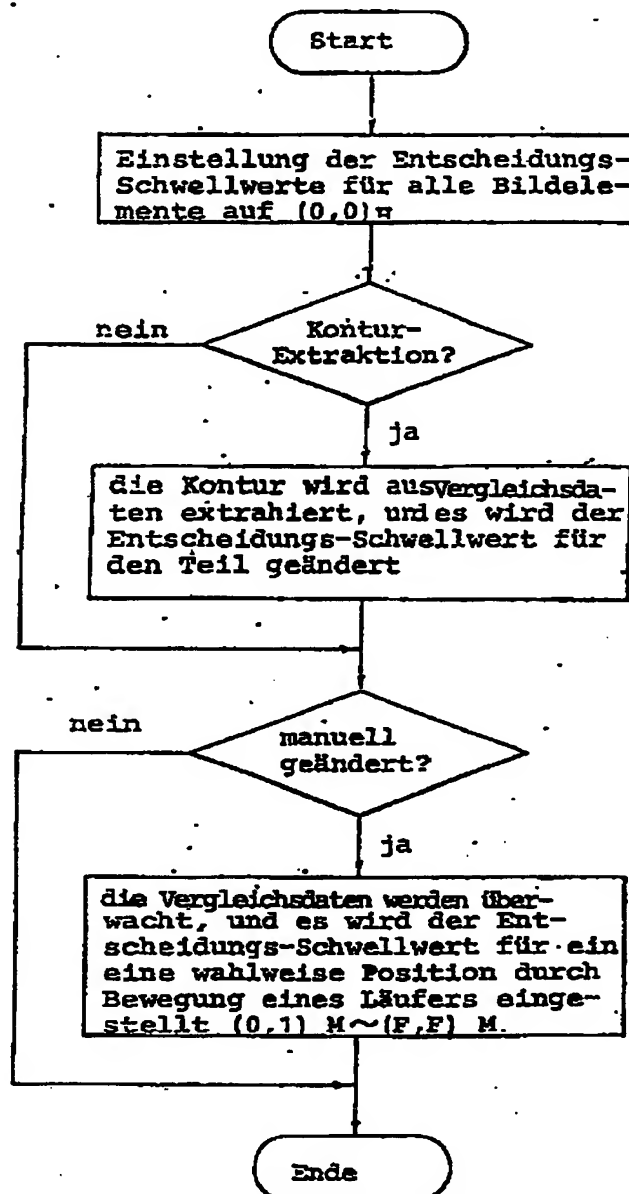 Start
Einstellung der Entscheidungs-
Schwellwerte für alle Bildele-
mente auf (0,0)¤
nein
Kontur-
Extraktion?
ja
die Kontur wird aus Vergleichsda-
ten extrahiert, und es wird der
Entscheidungs-Schwellwert für
den Teil geändert
nein
manuell
geändert?
ja
die Vergleichsdaten werden über-
wacht, und es wird der Ent-
scheidungs-Schwellwert für ein
eine wahlweise Position durch
Bewegung eines Läufers einge-
stellt (0,1) M~(F,F) M.
Ende